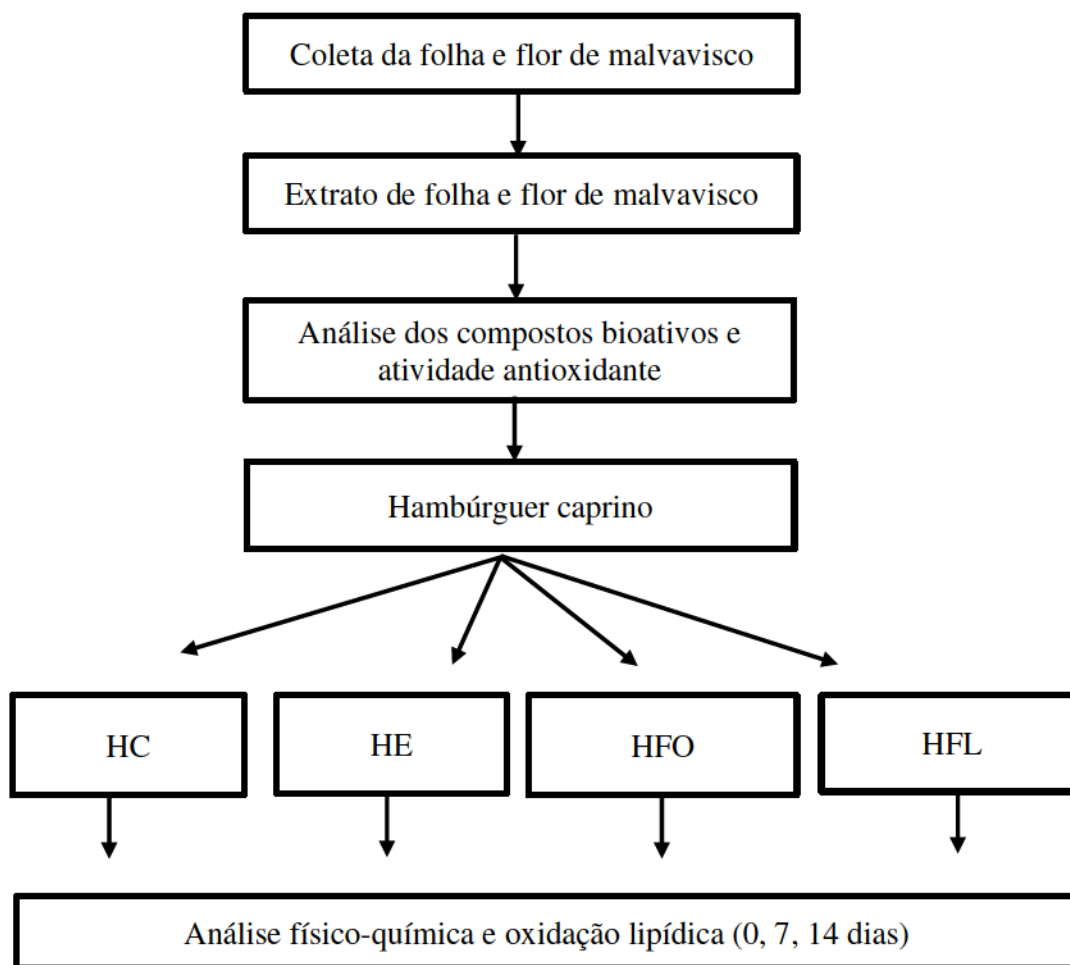 Coleta da folha e flor de malvavisco
Extrato de folha e flor de malvavisco
Análise dos compostos bioativos e
atividade antioxidante
Hambúrguer caprino
HC
HE
HFO
HFL
Análise físico-química e oxidação lipídica (0, 7, 14 dias)